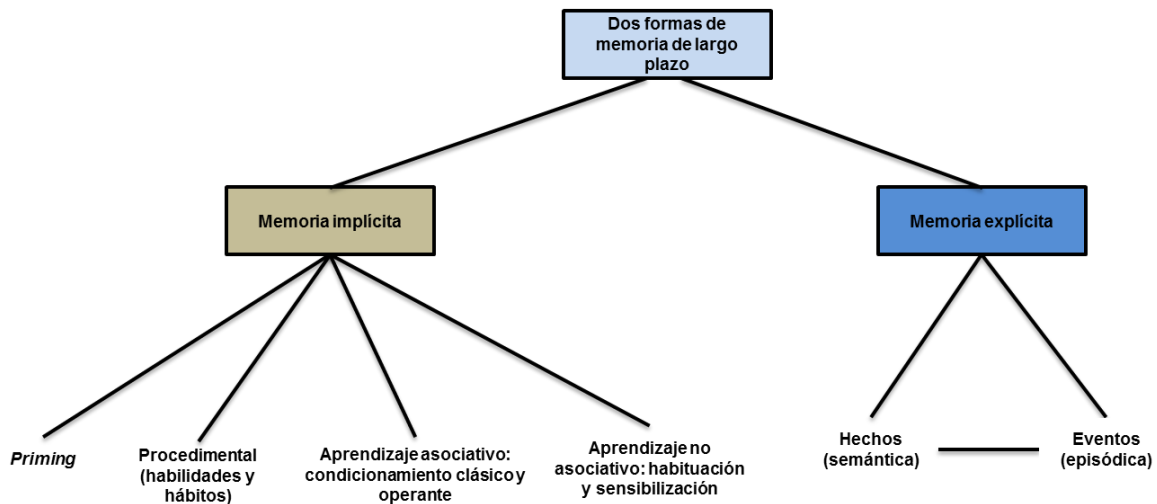 Dos formas de
memoria de largo
plazo
Memoria implícita
Memoria explícita
Priming
Procedimental
(habilidades y
hábitos)
Aprendizaje asociativo:
condicionamiento clásico y
operante
Aprendizaje no
asociativo: habituación
y sensibilización
Hechos
(semántica)
Eventos
(episódica)